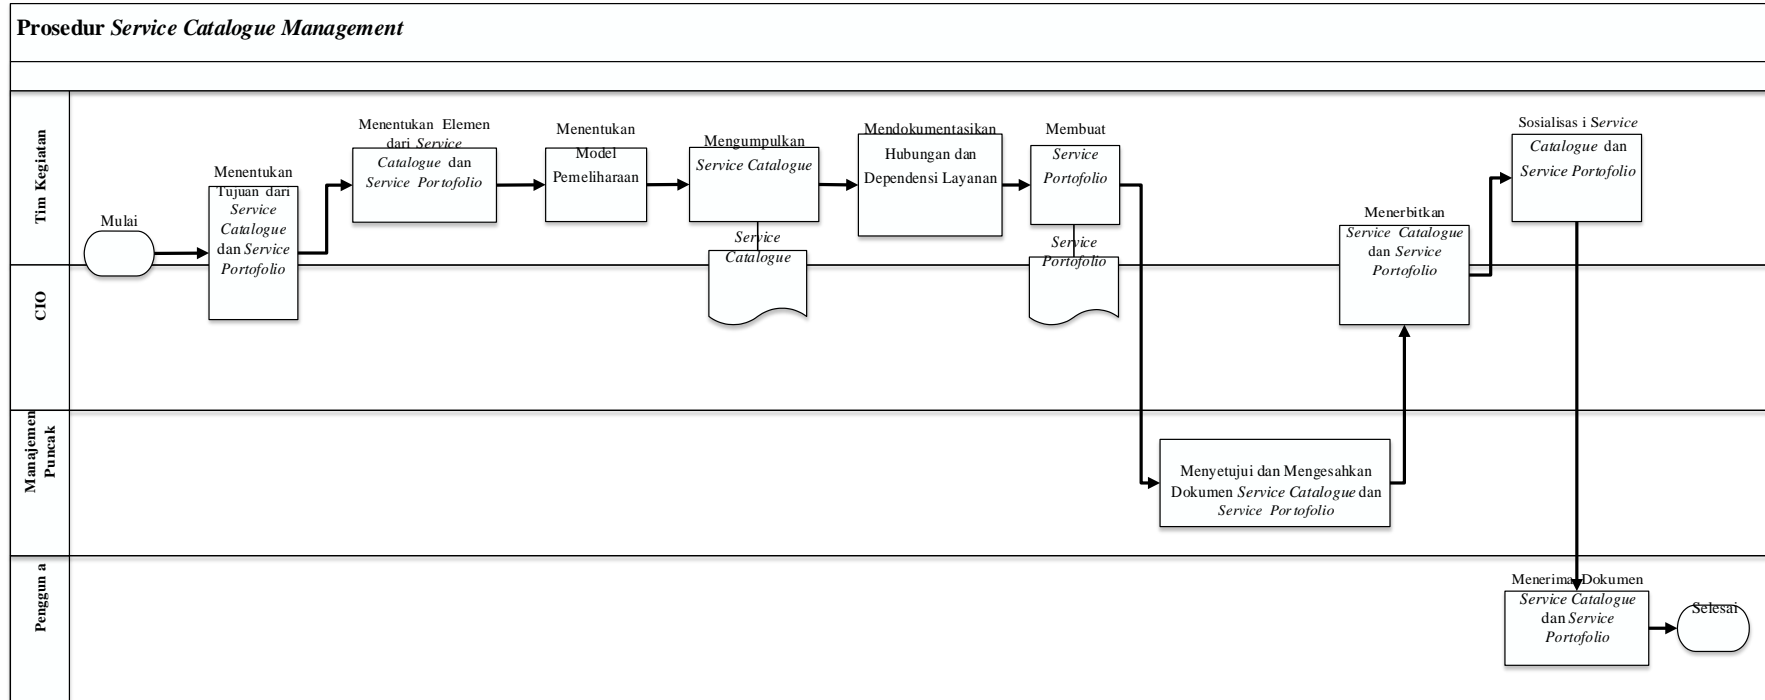 Prosedur Service Catalogue Management
Tim Kegiatan
Mulai
Menentukan
Tujuan dari
Service
Catalogue
dan Service
Portofolio
Menentukan Elemen
dari Service
Catalogue dan
Service Portofolio
Menentukan
Model
Pemeliharaan
Mengumpulkan
Service Catalogue
Service
Catalogue
Mendokumentasikan
Hubungan dan
Dependensi Layanan
Membuat
Service
Portofolio
Service
Portofolio
Menerbitkan
Service Catalogue
dan Service
Portofolio
Sosialisas i Service
Catalogue dan
Service Portofolio
CIO
Manajemen
Puncak
Menyetujui dan Mengesahkan
Dokumen Service Catalogue dan
Service Portofolio
Penggun a
Menerima Dokumen
Service Catalogue
dan Service
Portofolio
Selesai